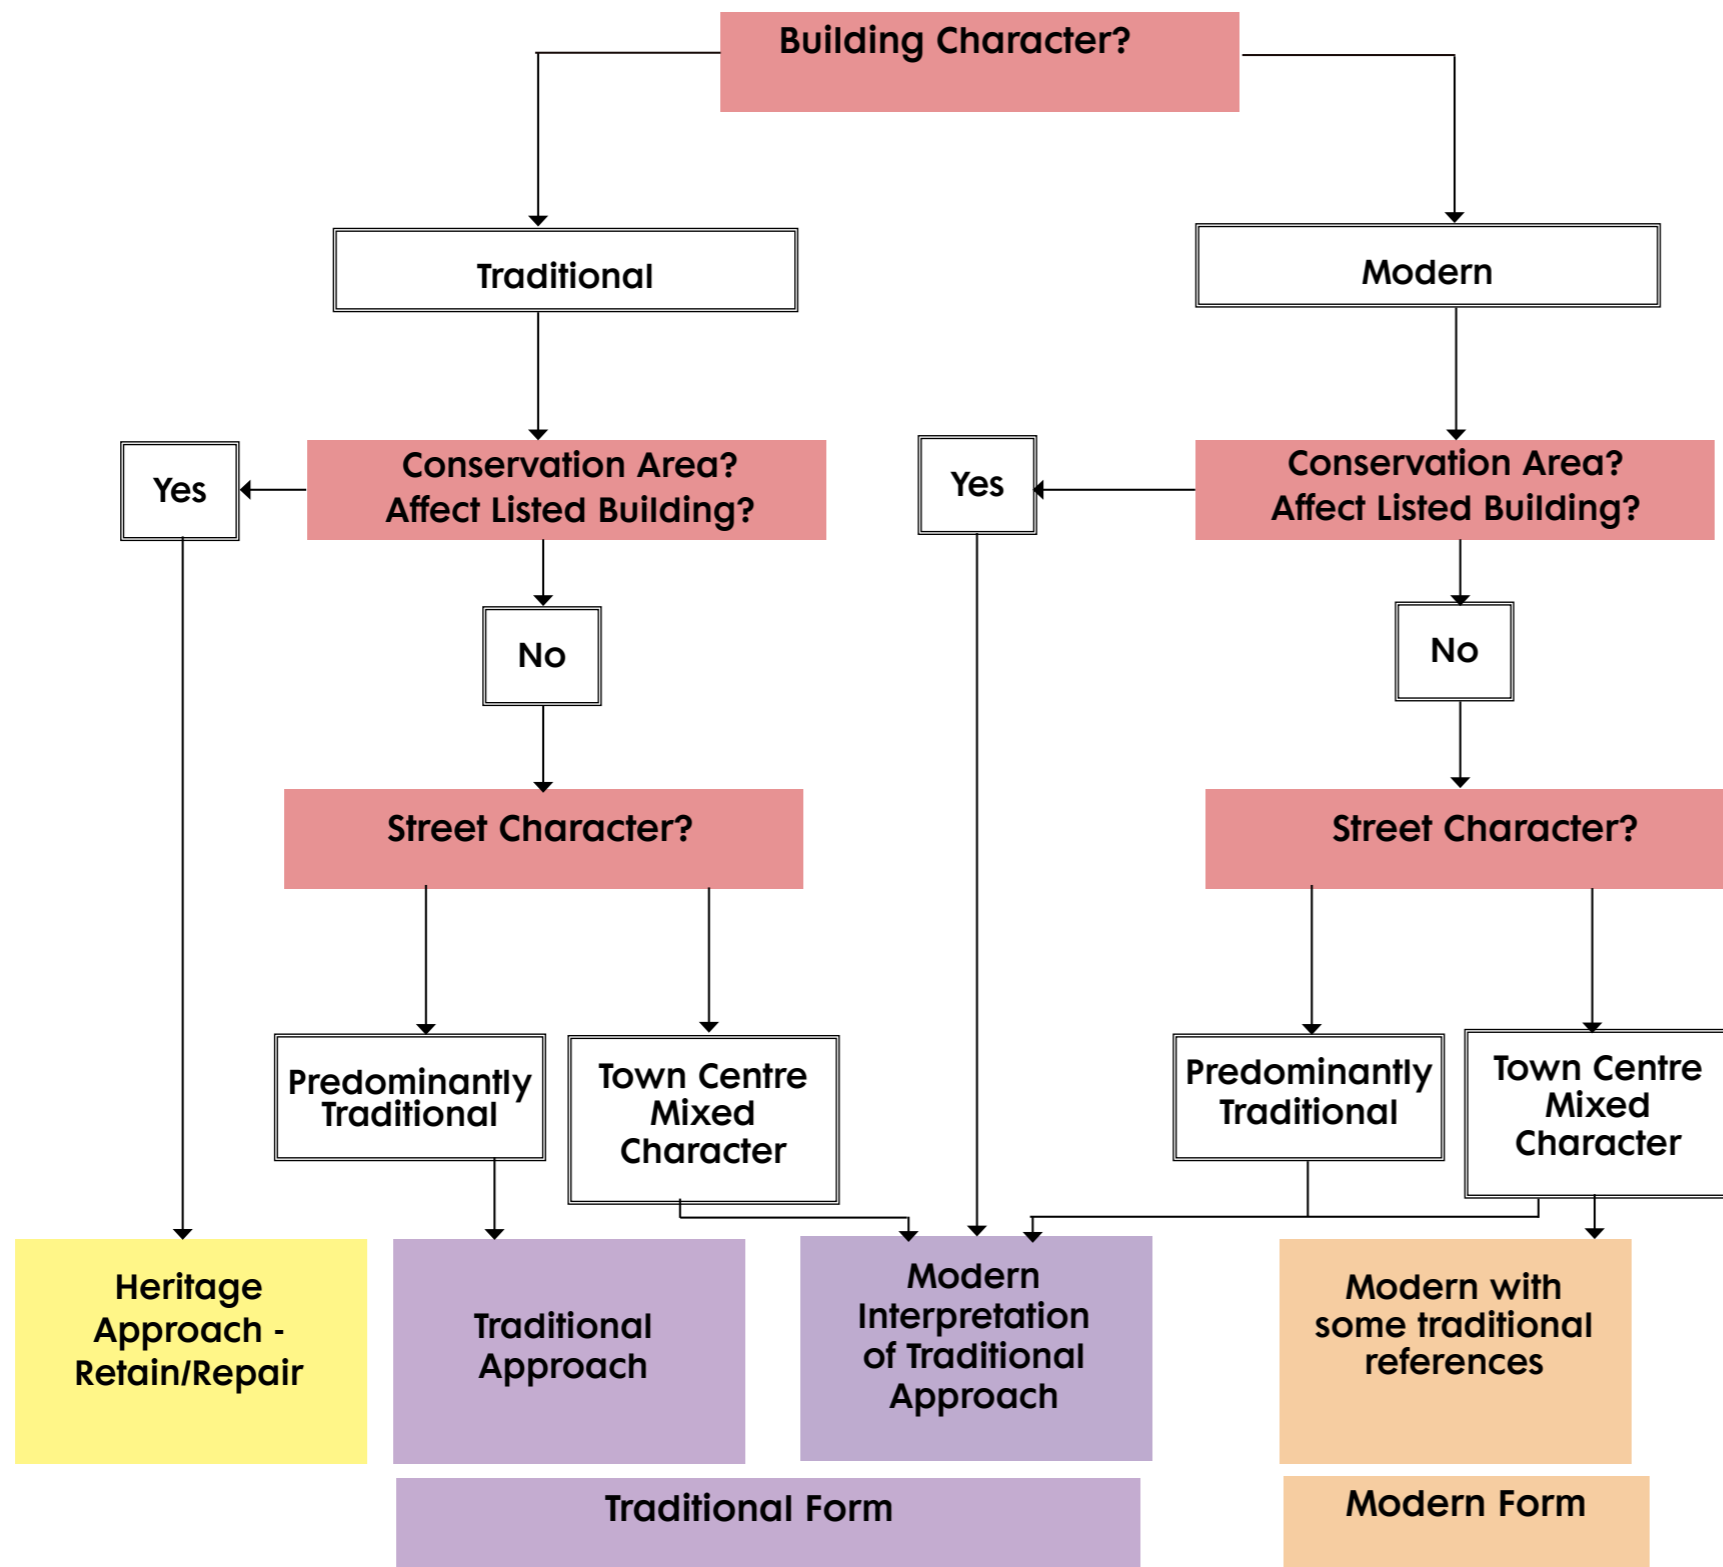 Building Character?
Traditional
Modern
Yes
Conservation Area?
Affect Listed Building?
Yes
Conservation Area?
Affect Listed Building?
No
No
Street Character?
Street Character?
Predominantly
Traditional
Town Centre
Mixed
Character
Predominantly
Traditional
Town Centre
Mixed
Character
Heritage
Approach -
Retain/Repair
Traditional
Approach
Modern
Interpretation
of Traditional
Approach
Modern with
some traditional
references
Traditional Form
Modern Form